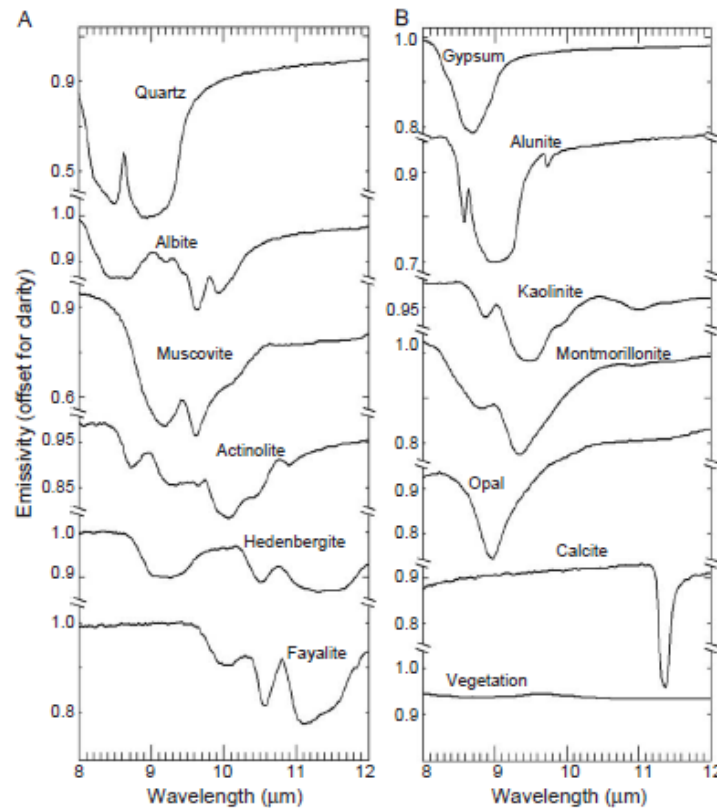 A
Quartz
0.9
0.5
1.0
Albite
0.9
0.9
Muscovite
0.6
0.95
Actinolite
0.85
1.0
Hedenbergite
0.9
1.0
Fayalite
0.8
8 9 10 11 12
Wavelength (μm)
Emissivity (offset for clarity)
B
1.0
Gypsum
0.8
Alunite
0.9
0.7
Kaolinite
0.95
Montmorillonite
1.0
0.8
Opal
0.9
0.8
Calcite
0.9
0.8
Vegetation
1.0
0.9
8 9 10 11 12
Wavelength (μm)